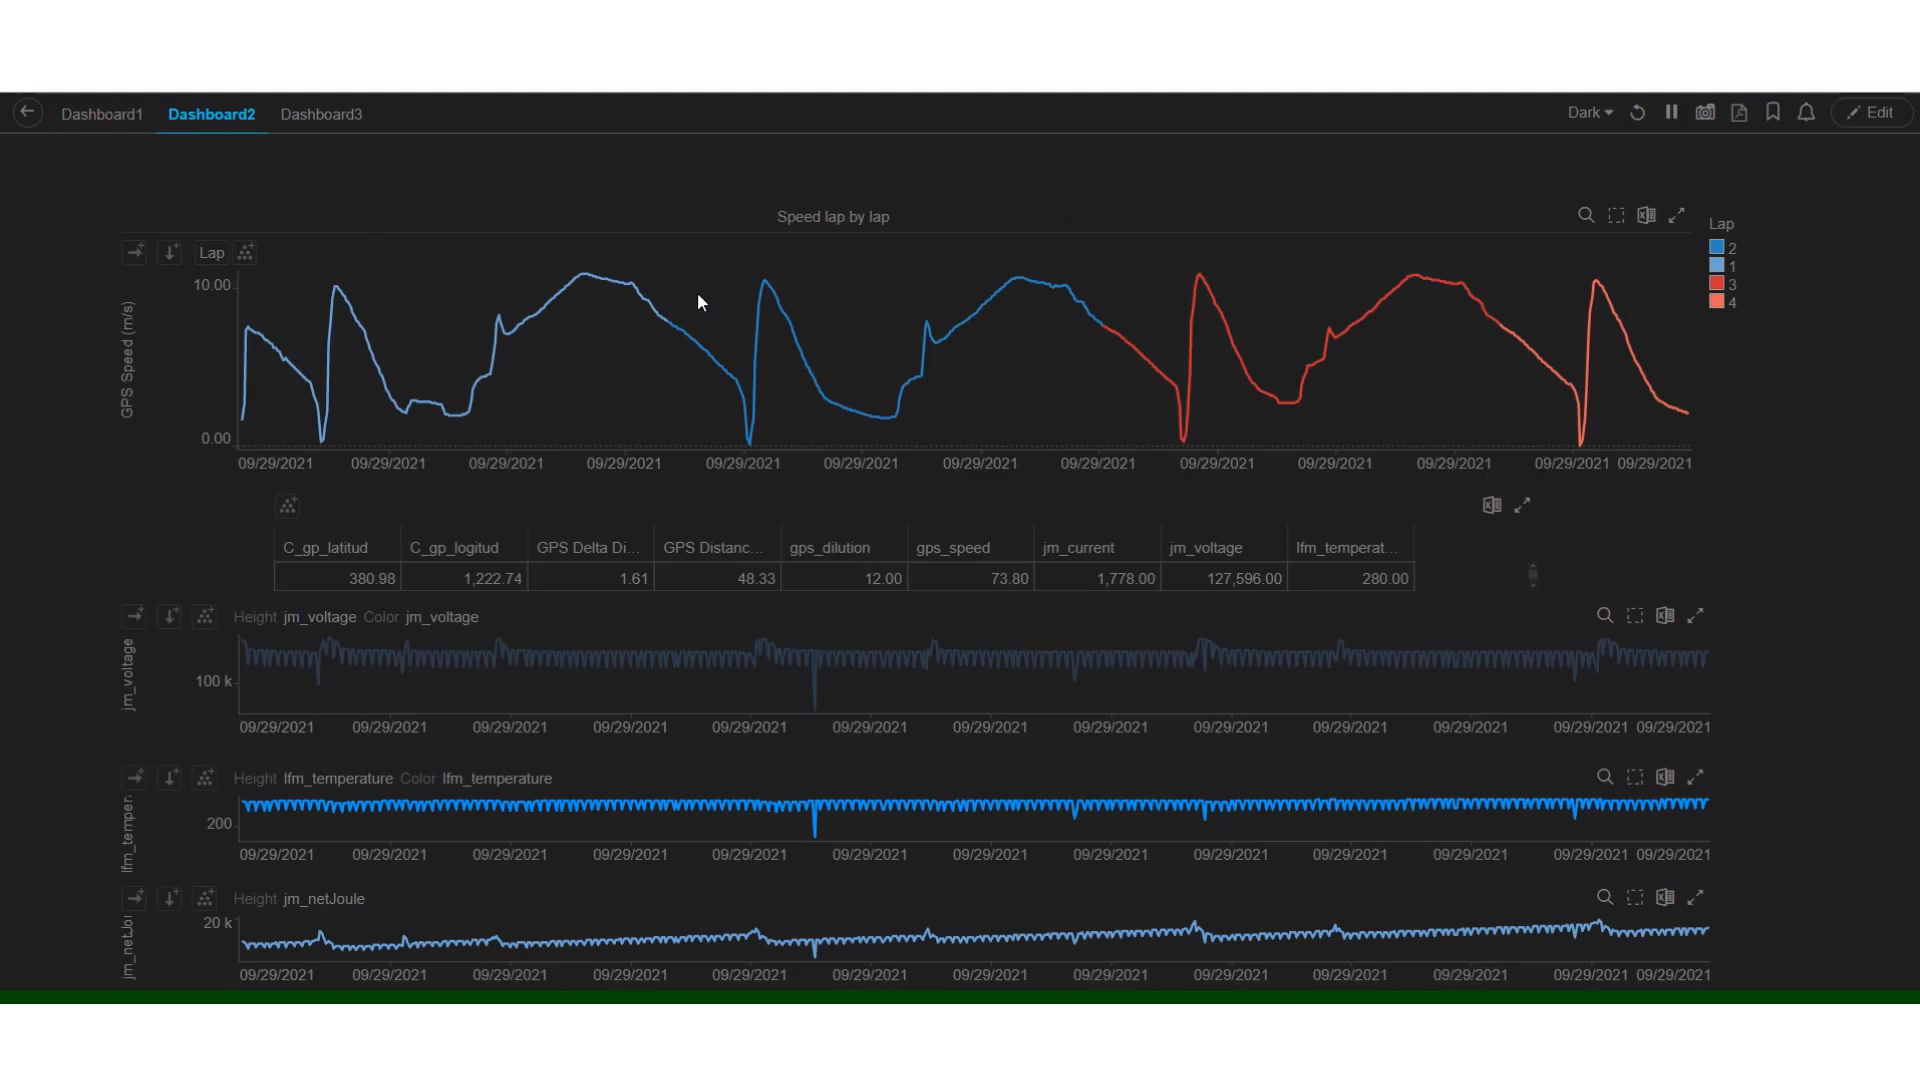 Dashboard1 Dashboard2 Dashboard3 Dark Edit
Speed lap by lap
Lap
Lap
2
1
3
4
GPS Speed (m/s)
10.00
0.00
09/29/2021 09/29/2021 09/29/2021 09/29/2021 09/29/2021 09/29/2021 09/29/2021 09/29/2021 09/29/2021 09/29/2021 09/29/2021 09/29/2021 09/29/2021
C_gp_latitud C_gp_logitud GPS Delta Di... GPS Distanc... gps_dilution gps_speed jm_current jm_voltage lfm_temperat...
380.98 1,222.74 1.61 48.33 12.00 73.80 1,778.00 127,596.00 280.00
Height jm_voltage Color jm_voltage
jm_voltage
100 k
09/29/2021 09/29/2021 09/29/2021 09/29/2021 09/29/2021 09/29/2021 09/29/2021 09/29/2021 09/29/2021 09/29/2021 09/29/2021 09/29/2021 09/29/2021
Height lfm_temperature Color lfm_temperature
lfm_temper
200
09/29/2021 09/29/2021 09/29/2021 09/29/2021 09/29/2021 09/29/2021 09/29/2021 09/29/2021 09/29/2021 09/29/2021 09/29/2021 09/29/2021 09/29/2021
Height jm_netJoule
jm_netJou
20 k
09/29/2021 09/29/2021 09/29/2021 09/29/2021 09/29/2021 09/29/2021 09/29/2021 09/29/2021 09/29/2021 09/29/2021 09/29/2021 09/29/2021 09/29/2021